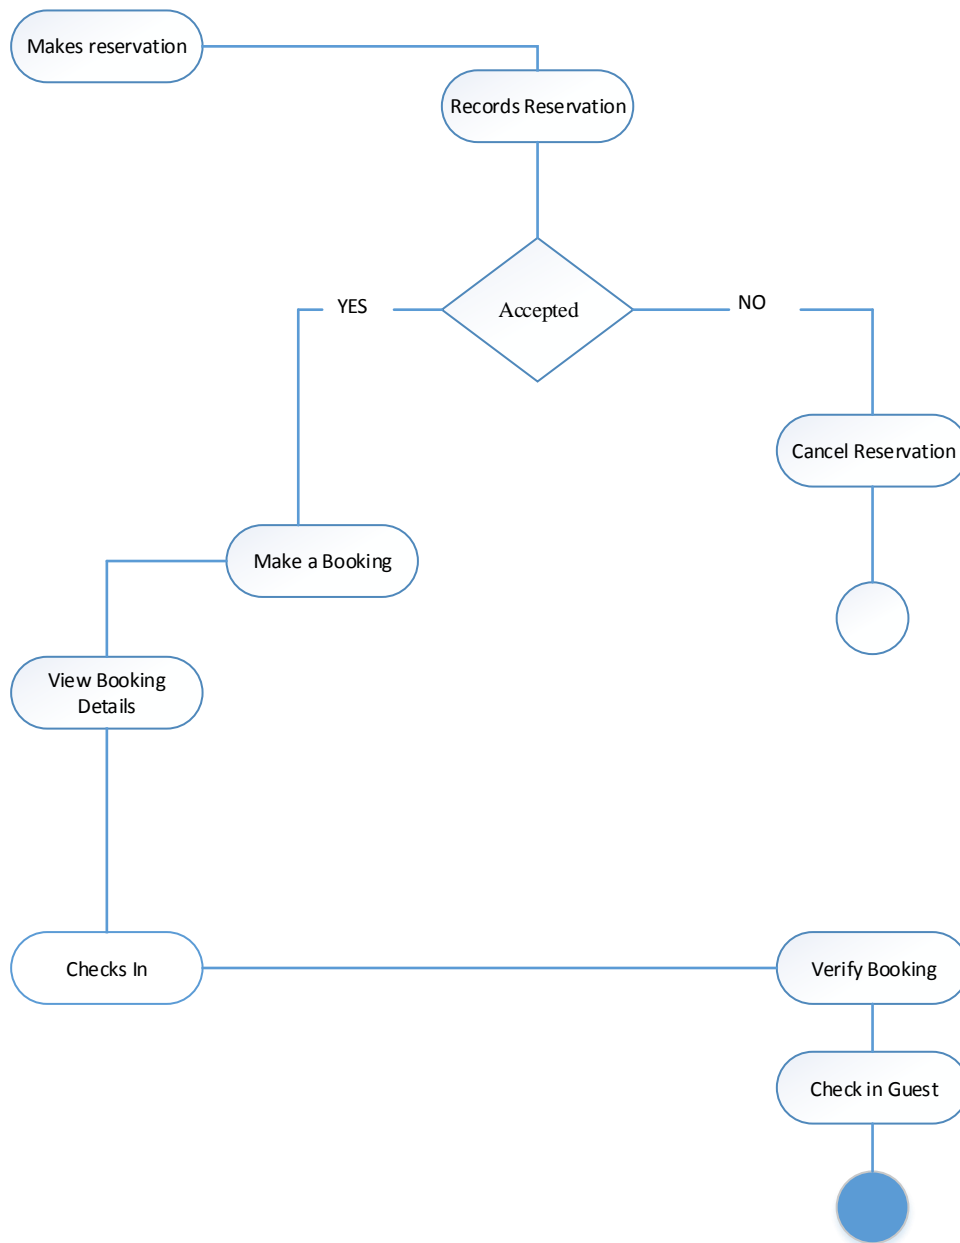 Makes reservation
Records Reservation
Accepted
YES
NO
Cancel Reservation
Make a Booking
View Booking
Details
Checks In
Verify Booking
Check in Guest